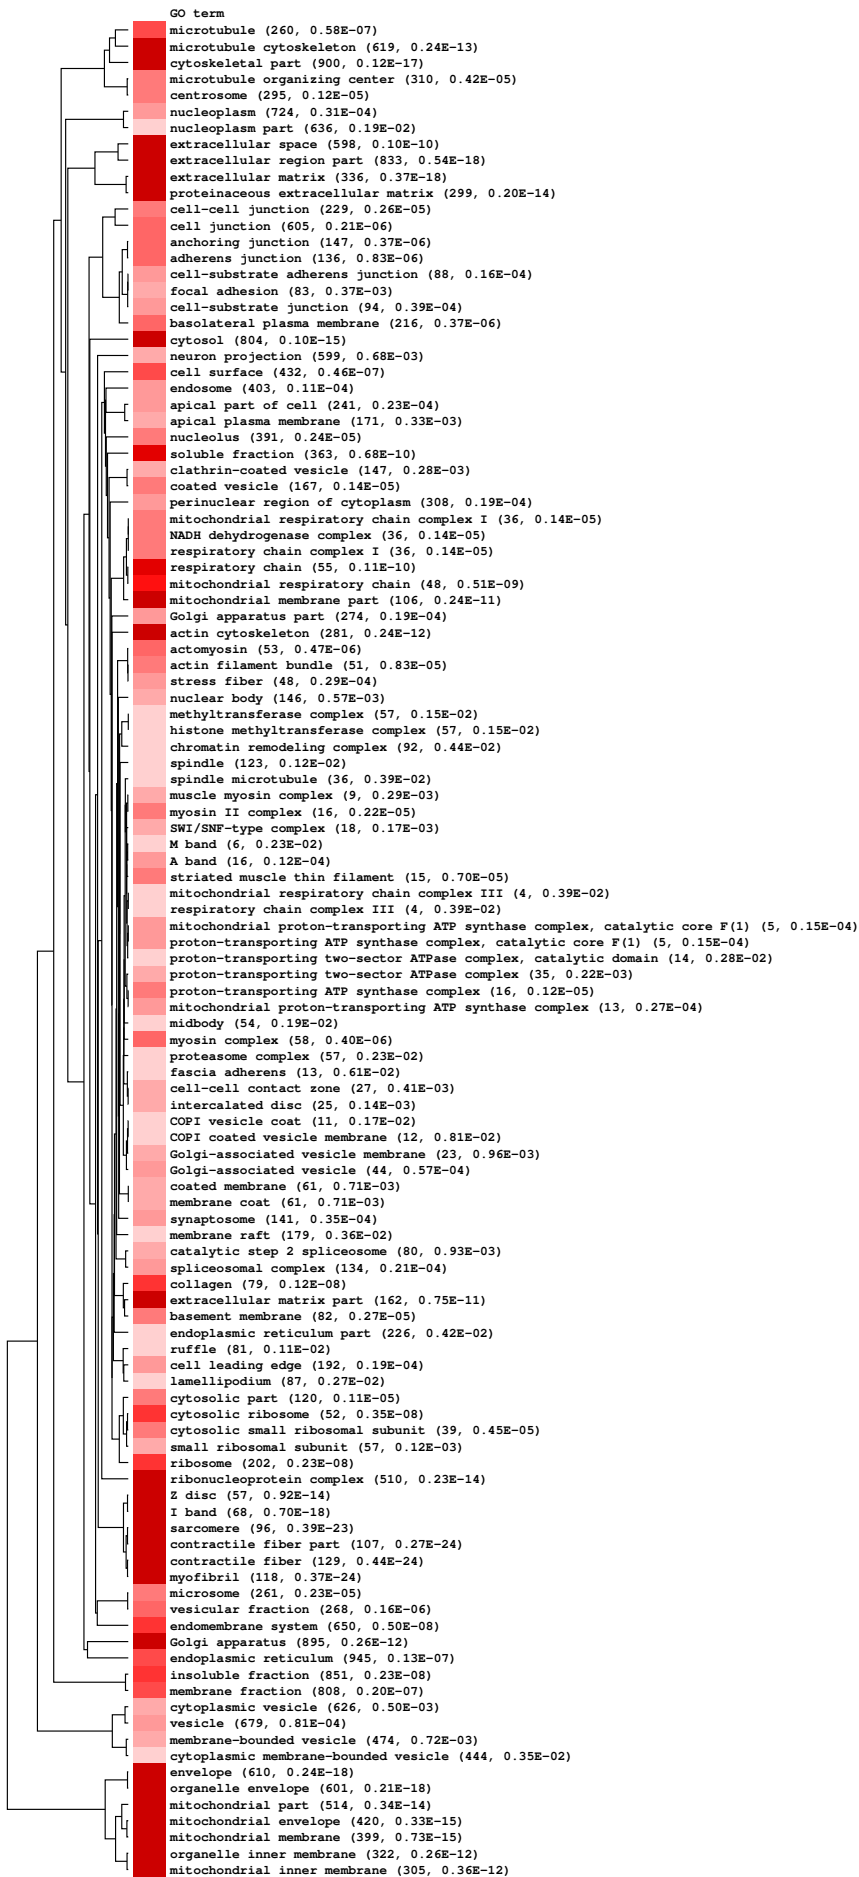 GO term
microtubule (260, 0.58E-07)
microtubule cytoskeleton (619, 0.24E-13)
cytoskeletal part (900, 0.12E-17)
microtubule organizing center (310, 0.42E-05)
centrosome (295, 0.12E-05)
nucleoplasm (724, 0.31E-04)
nucleoplasm part (636, 0.19E-02)
extracellular space (598, 0.10E-10)
extracellular region part (833, 0.54E-18)
extracellular matrix (336, 0.37E-18)
proteinaceous extracellular matrix (299, 0.20E-14)
cell-cell junction (229, 0.26E-05)
cell junction (605, 0.21E-06)
anchoring junction (147, 0.37E-06)
adherens junction (136, 0.83E-06)
cell-substrate adherens junction (88, 0.16E-04)
focal adhesion (83, 0.37E-03)
cell-substrate junction (94, 0.39E-04)
basolateral plasma membrane (216, 0.37E-06)
cytosol (804, 0.10E-15)
neuron projection (599, 0.68E-03)
cell surface (432, 0.46E-07)
endosome (403, 0.11E-04)
apical part of cell (241, 0.23E-04)
apical plasma membrane (171, 0.33E-03)
nucleolus (391, 0.24E-05)
soluble fraction (363, 0.68E-10)
clathrin-coated vesicle (147, 0.28E-03)
coated vesicle (167, 0.14E-05)
perinuclear region of cytoplasm (308, 0.19E-04)
mitochondrial respiratory chain complex I (36, 0.14E-05)
NADH dehydrogenase complex (36, 0.14E-05)
respiratory chain complex I (36, 0.14E-05)
respiratory chain (55, 0.11E-10)
mitochondrial respiratory chain (48, 0.51E-09)
mitochondrial membrane part (106, 0.24E-11)
Golgi apparatus part (274, 0.19E-04)
actin cytoskeleton (281, 0.24E-12)
actomyosin (53, 0.47E-06)
actin filament bundle (51, 0.83E-05)
stress fiber (48, 0.29E-04)
nuclear body (146, 0.57E-03)
methyltransferase complex (57, 0.15E-02)
histone methyltransferase complex (57, 0.15E-02)
chromatin remodeling complex (92, 0.44E-02)
spindle (123, 0.12E-02)
spindle microtubule (36, 0.39E-02)
muscle myosin complex (9, 0.29E-03)
myosin II complex (16, 0.22E-05)
SWI/SNF-type complex (18, 0.17E-03)
M band (6, 0.23E-02)
A band (16, 0.12E-04)
striated muscle thin filament (15, 0.70E-05)
mitochondrial respiratory chain complex III (4, 0.39E-02)
respiratory chain complex III (4, 0.39E-02)
mitochondrial proton-transporting ATP synthase complex, catalytic core F(1) (5, 0.15E-04)
proton-transporting ATP synthase complex, catalytic core F(1) (5, 0.15E-04)
proton-transporting two-sector ATPase complex, catalytic domain (14, 0.28E-02)
proton-transporting two-sector ATPase complex (35, 0.22E-03)
proton-transporting ATP synthase complex (16, 0.12E-05)
mitochondrial proton-transporting ATP synthase complex (13, 0.27E-04)
midbody (54, 0.19E-02)
myosin complex (58, 0.40E-06)
proteasome complex (57, 0.23E-02)
fascia adherens (13, 0.61E-02)
cell-cell contact zone (27, 0.41E-03)
intercalated disc (25, 0.14E-03)
COPI vesicle coat (11, 0.17E-02)
COPI coated vesicle membrane (12, 0.81E-02)
Golgi-associated vesicle membrane (23, 0.96E-03)
Golgi-associated vesicle (44, 0.57E-04)
coated membrane (61, 0.71E-03)
membrane coat (61, 0.71E-03)
synaptosome (141, 0.35E-04)
membrane raft (179, 0.36E-02)
catalytic step 2 spliceosome (80, 0.93E-03)
spliceosomal complex (134, 0.21E-04)
collagen (79, 0.12E-08)
extracellular matrix part (162, 0.75E-11)
basement membrane (82, 0.27E-05)
endoplasmic reticulum part (226, 0.42E-02)
ruffle (81, 0.11E-02)
cell leading edge (192, 0.19E-04)
lamellipodium (87, 0.27E-02)
cytosolic part (120, 0.11E-05)
cytosolic ribosome (52, 0.35E-08)
cytosolic small ribosomal subunit (39, 0.45E-05)
small ribosomal subunit (57, 0.12E-03)
ribosome (202, 0.23E-08)
ribonucleoprotein complex (510, 0.23E-14)
Z disc (57, 0.92E-14)
I band (68, 0.70E-18)
sarcomere (96, 0.39E-23)
contractile fiber part (107, 0.27E-24)
contractile fiber (129, 0.44E-24)
myofibril (118, 0.37E-24)
microsome (261, 0.23E-05)
vesicular fraction (268, 0.16E-06)
endomembrane system (650, 0.50E-08)
Golgi apparatus (895, 0.26E-12)
endoplasmic reticulum (945, 0.13E-07)
insoluble fraction (851, 0.23E-08)
membrane fraction (808, 0.20E-07)
cytoplasmic vesicle (626, 0.50E-03)
vesicle (679, 0.81E-04)
membrane-bounded vesicle (474, 0.72E-03)
cytoplasmic membrane-bounded vesicle (444, 0.35E-02)
envelope (610, 0.24E-18)
organelle envelope (601, 0.21E-18)
mitochondrial part (514, 0.34E-14)
mitochondrial envelope (420, 0.33E-15)
mitochondrial membrane (399, 0.73E-15)
organelle inner membrane (322, 0.26E-12)
mitochondrial inner membrane (305, 0.36E-12)